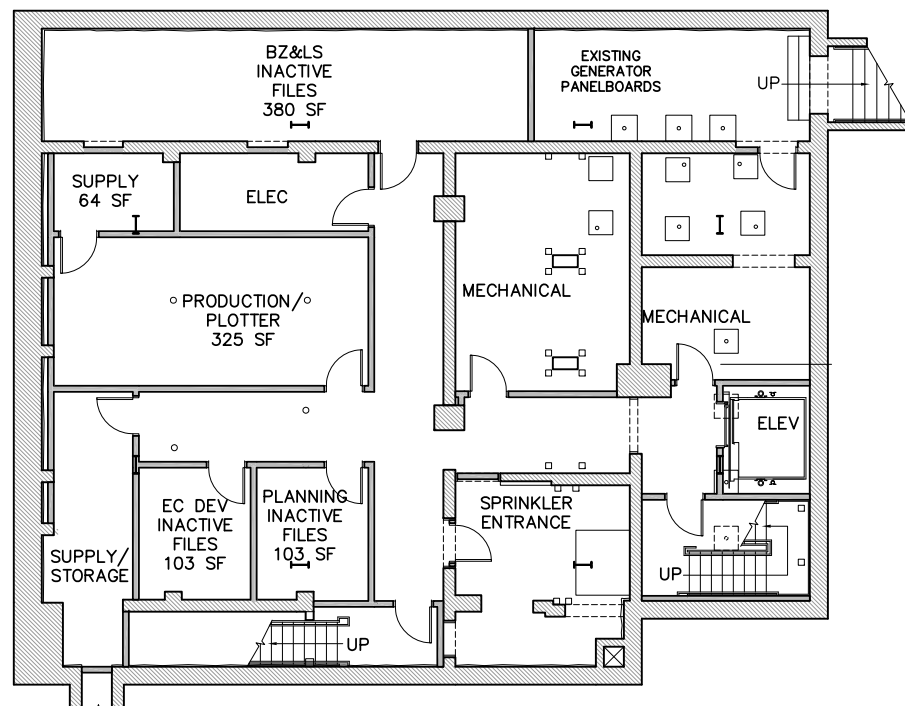 BZ&LS
INACTIVE
FILES
380 SF
EXISTING
GENERATOR
PANELBOARDS
UP
SUPPLY
64 SF
ELEC
PRODUCTION/
PLOTTER
325 SF
MECHANICAL
MECHANICAL
ELEV
EC DEV
INACTIVE
FILES
103 SF
PLANNING
INACTIVE
FILES
103 SF
SPRINKLER
ENTRANCE
SUPPLY/
STORAGE
UP
UP